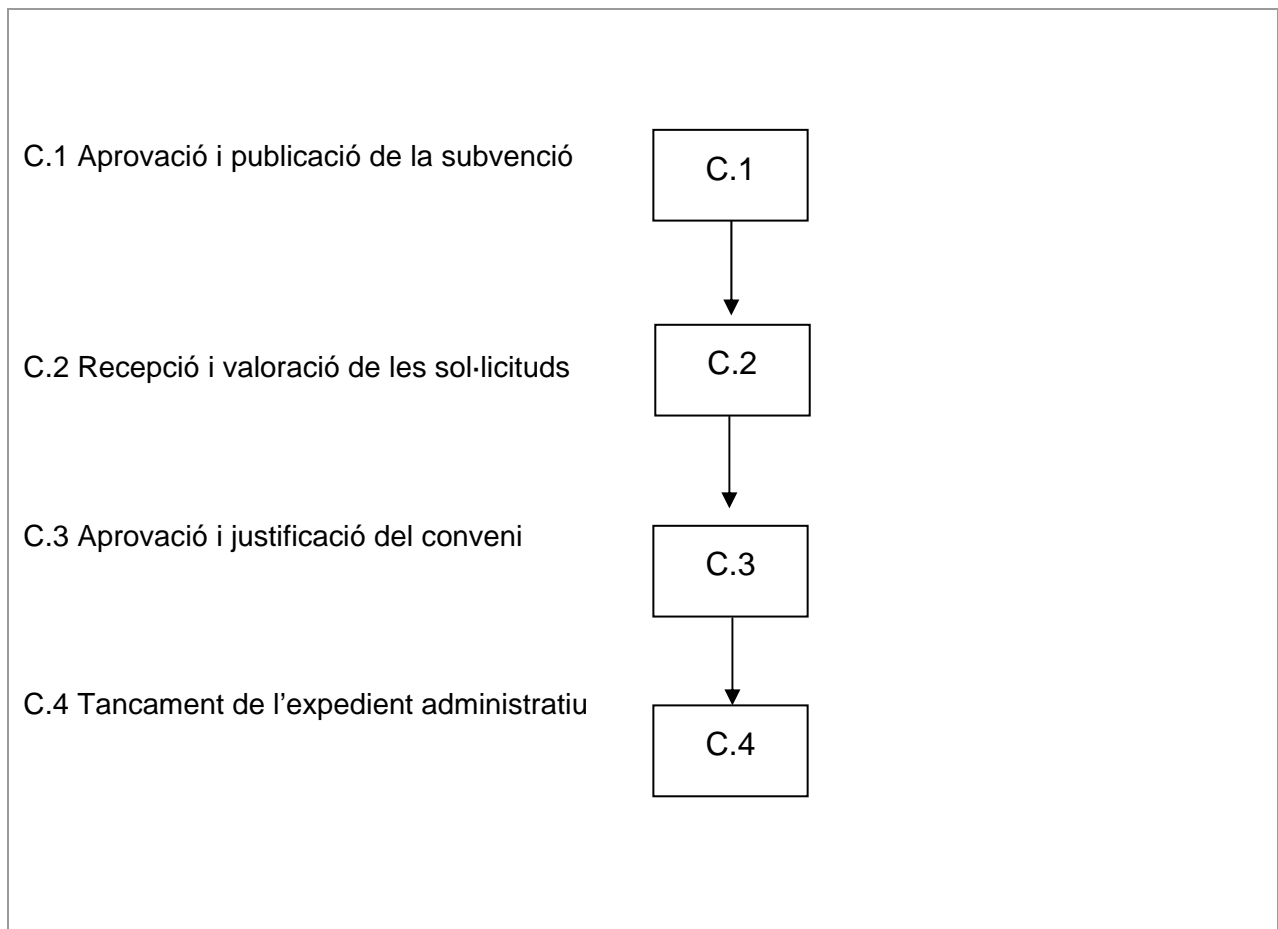 C.1 Aprovació i publicació de la subvenció
C.1
C.2 Recepció i valoració de les sol·licituds
C.2
C.3 Aprovació i justificació del conveni
C.3
C.4 Tancament de l’expedient administratiu
C.4